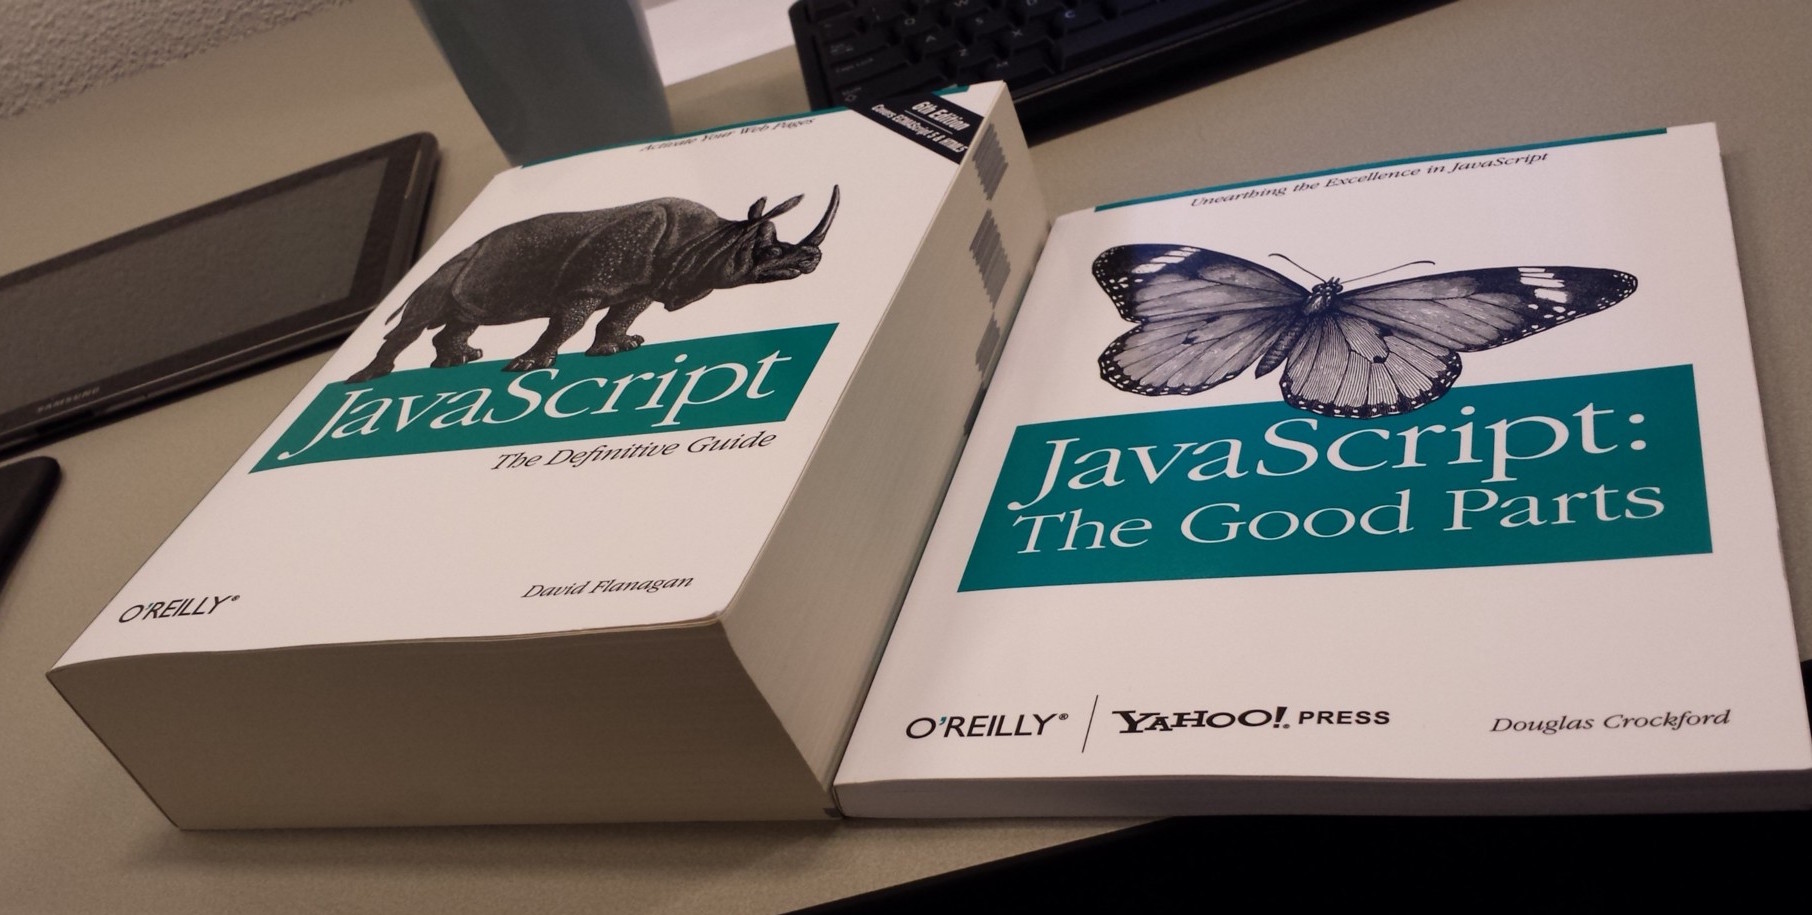 Activate Your Web Pages
6th Edition
Covers ECMAScript 5 & HTML5
JavaScript
The Definitive Guide
David Flanagan
O'REILLY®
SAMSUNG
Unearthing the Excellence in JavaScript
JavaScript:
The Good Parts
O'REILLY® | YAHOO!® PRESS
Douglas Crockford